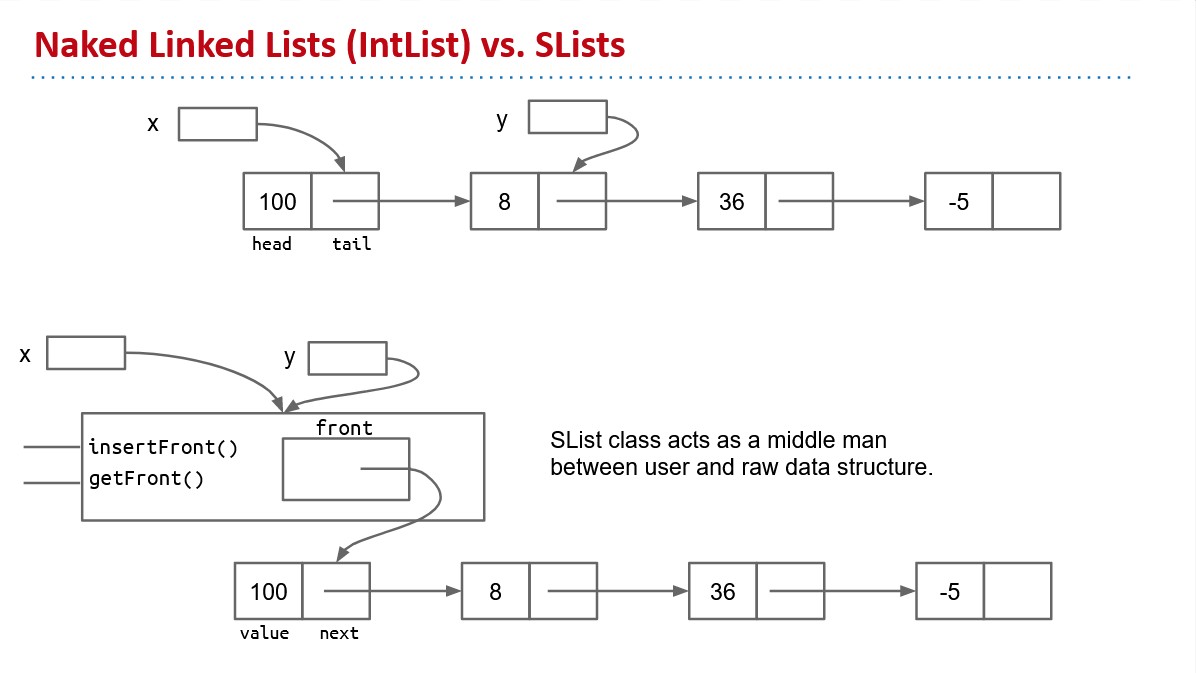 Naked Linked Lists (IntList) vs. SLists
x
y
100
8
36
-5
head
tail
x
y
front
insertFront()
getFront()
SList class acts as a middle man
between user and raw data structure.
100
8
36
-5
value
next